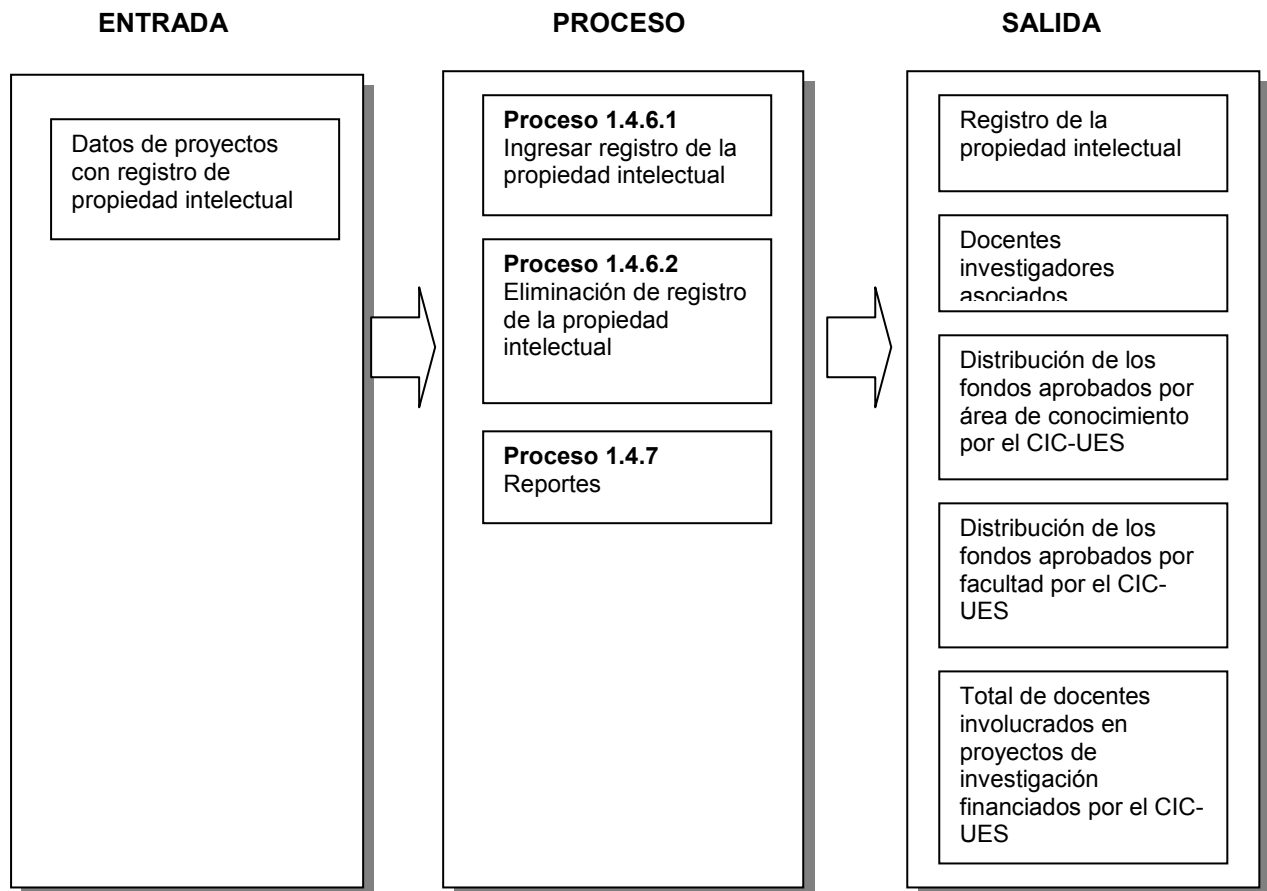 ENTRADA
PROCESO
SALIDA
Datos de proyectos
con registro de
propiedad intelectual
Proceso 1.4.6.1
Ingresar registro de la
propiedad intelectual
Proceso 1.4.6.2
Eliminación de registro
de la propiedad
intelectual
Proceso 1.4.7
Reportes
Registro de la
propiedad intelectual
Docentes
investigadores
asociados
Distribución de los
fondos aprobados por
área de conocimiento
por el CIC-UES
Distribución de los
fondos aprobados por
facultad por el CIC-
UES
Total de docentes
involucrados en
proyectos de
investigación
financiados por el CIC-
UES